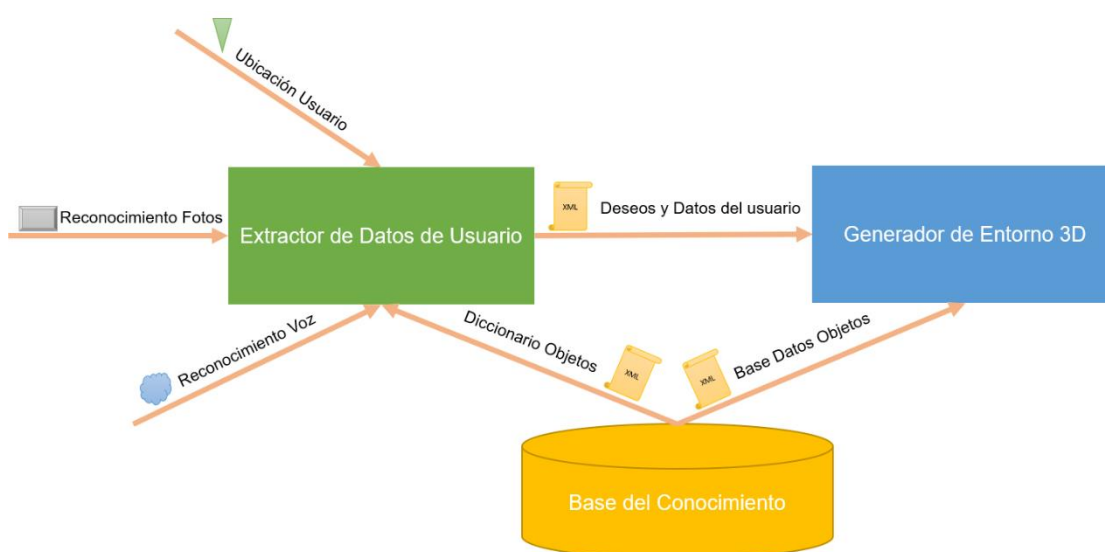 Ubicación Usuario
Reconocimiento Fotos
Extractor de Datos de Usuario
XML
Deseos y Datos del usuario
Generador de Entorno 3D
Reconocimiento Voz
Diccionario Objetos
XML
XML
Base Datos Objetos
Base del Conocimiento